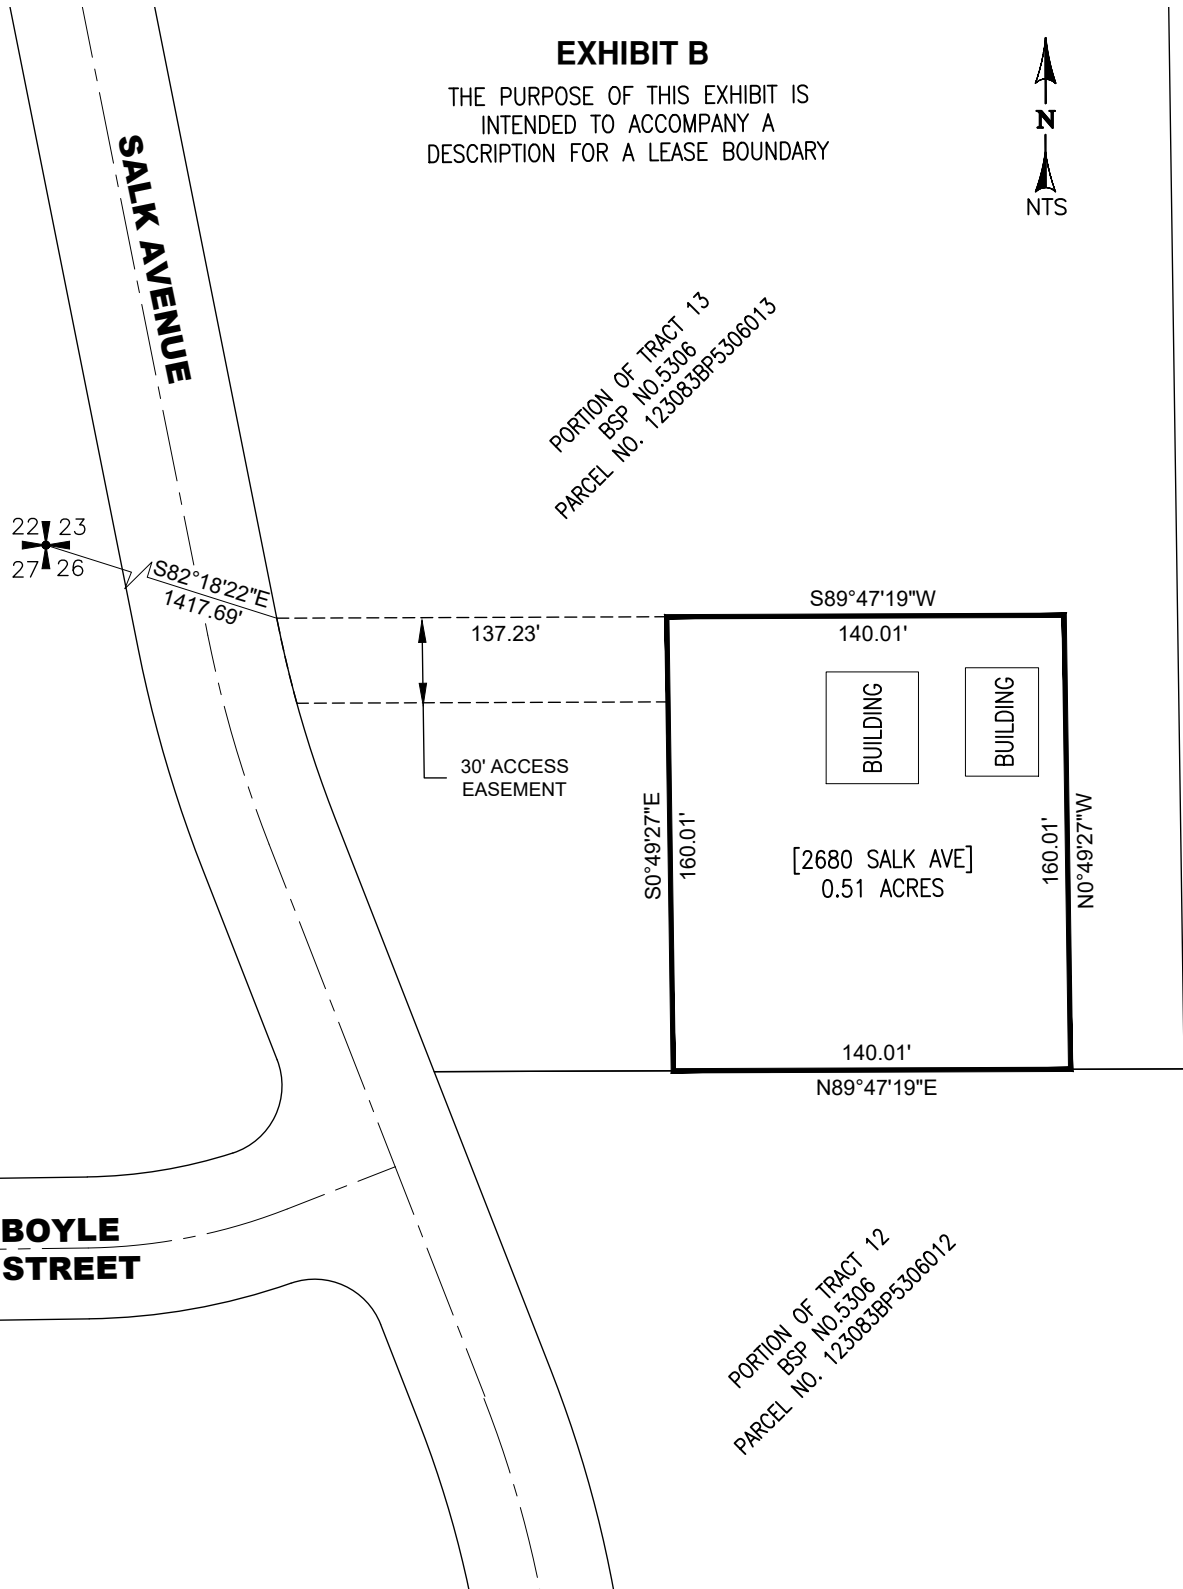 EXHIBIT B
THE PURPOSE OF THIS EXHIBIT IS
INTENDED TO ACCOMPANY A
DESCRIPTION FOR A LEASE BOUNDARY
N
NTS
SALK AVENUE
PORTION OF TRACT 13
BSP NO.5306
PARCEL NO. 123083BP5306013
22 23
27 26
S82°18'22"E
1417.69'
137.23'
S89°47'19"W
140.01'
BUILDING
BUILDING
30' ACCESS
EASEMENT
S0°49'27"E
160.01'
[2680 SALK AVE]
0.51 ACRES
160.01'
N0°49'27"W
140.01'
N89°47'19"E
BOYLE
STREET
PORTION OF TRACT 12
BSP NO.5306
PARCEL NO. 123083BP5306012